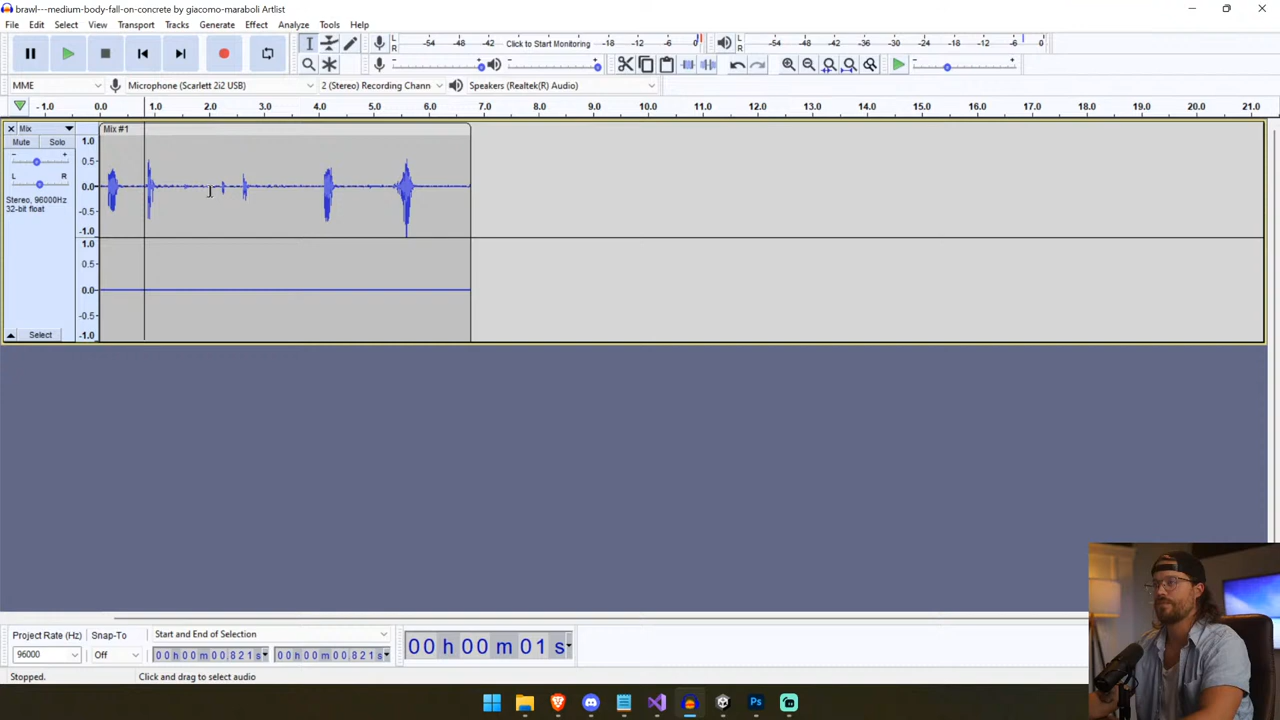 brawl---medium-body-fall-on-concrete by giacomo-maraboli Artlist
File Edit Select View Transport Tracks Generate Effect Analyze Tools Help
L R -54 -48 -42 Click to Start Monitoring -18 -12 -6 0
L R -54 -48 -42 -36 -30 -24 -18 -12 -6 0
MME Microphone (Scarlett 2i2 USB) 2 (Stereo) Recording Chann Speakers (Realtek(R) Audio)
-1.0 0.0 1.0 2.0 3.0 4.0 5.0 6.0 7.0 8.0 9.0 10.0 11.0 12.0 13.0 14.0 15.0 16.0 17.0 18.0 19.0 20.0 21.0
Mix Mix #1
Mute Solo
- +
L R
Stereo, 96000Hz
32-bit float
1.0
0.5
0.0
-0.5
-1.0
1.0
0.5
0.0
-0.5
-1.0
Select
Project Rate (Hz) Snap-To Start and End of Selection
96000 Off 00 h 00 m 00.821 s 00 h 00 m 00.821 s
00 h 00 m 01 s
Stopped. Click and drag to select audio
Ps